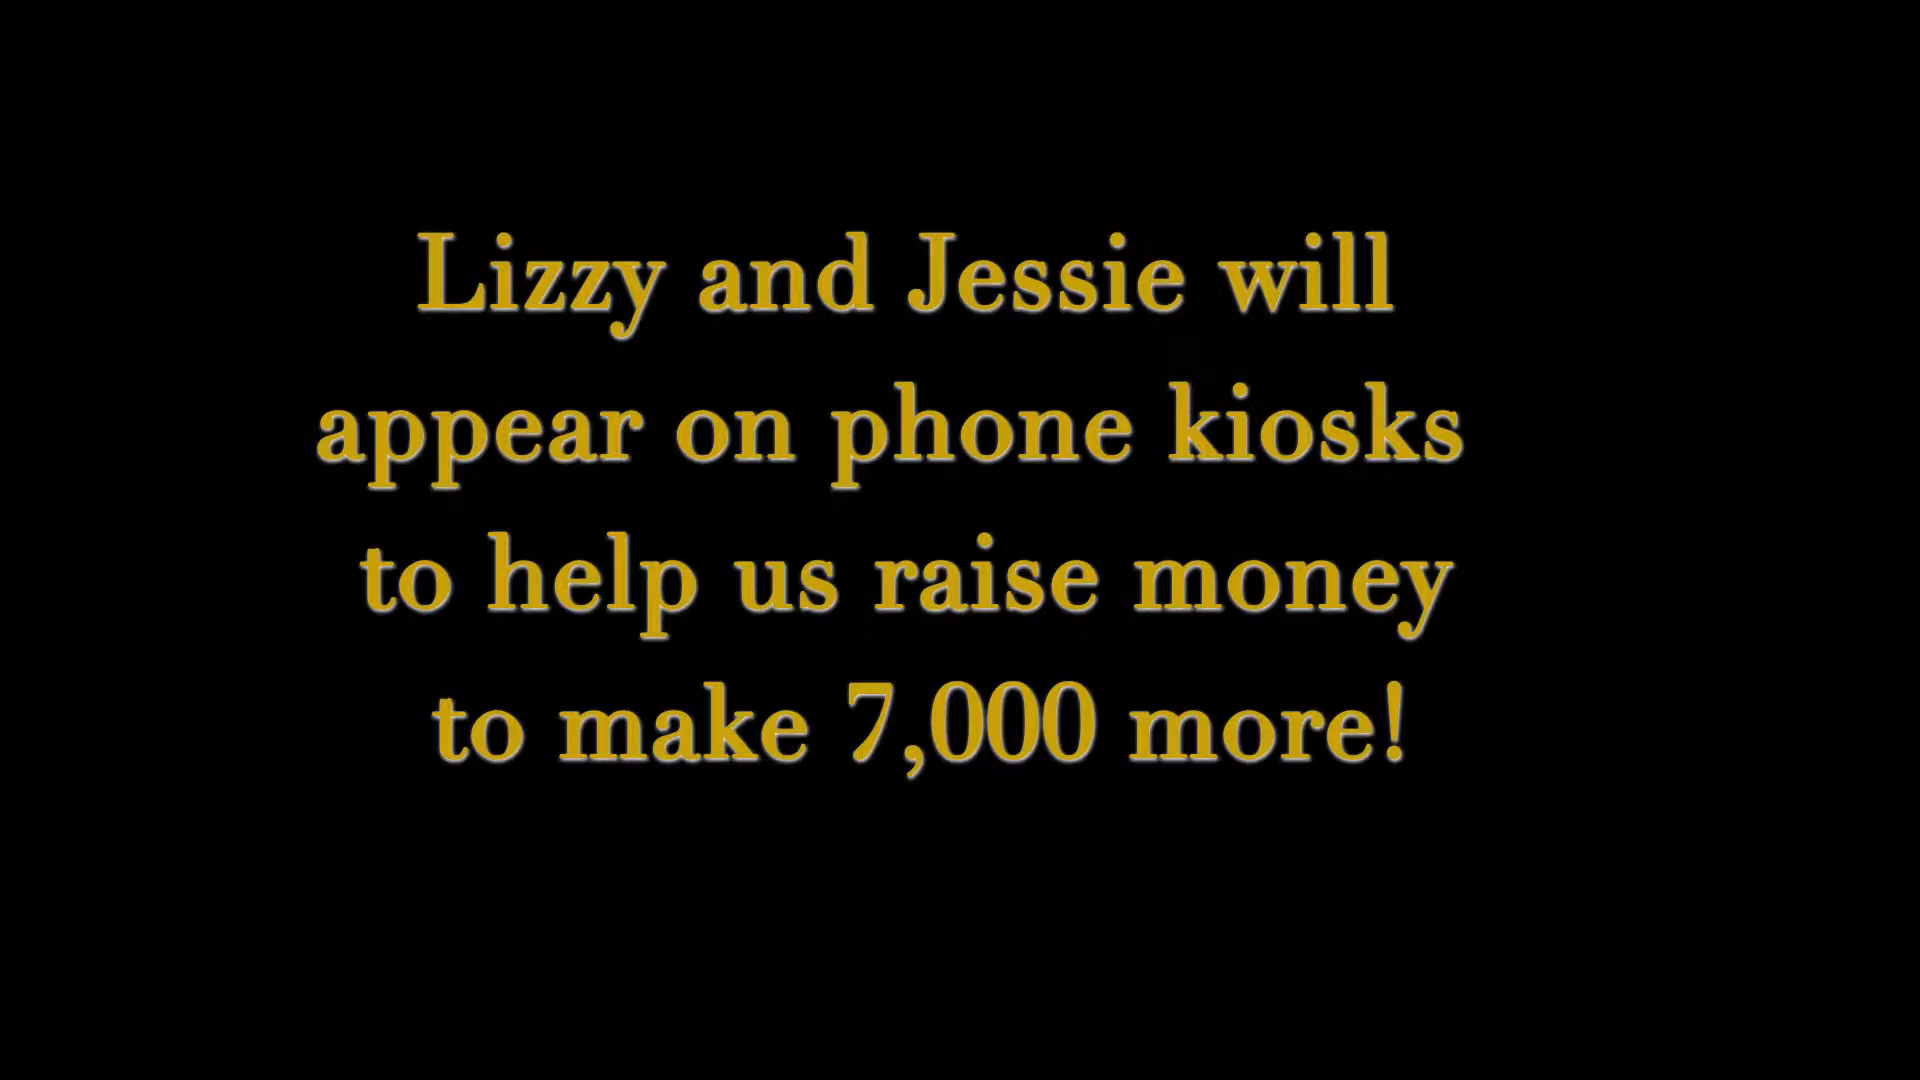 Lizzy and Jessie will
appear on phone kiosks
to help us raise money
to make 7,000 more!